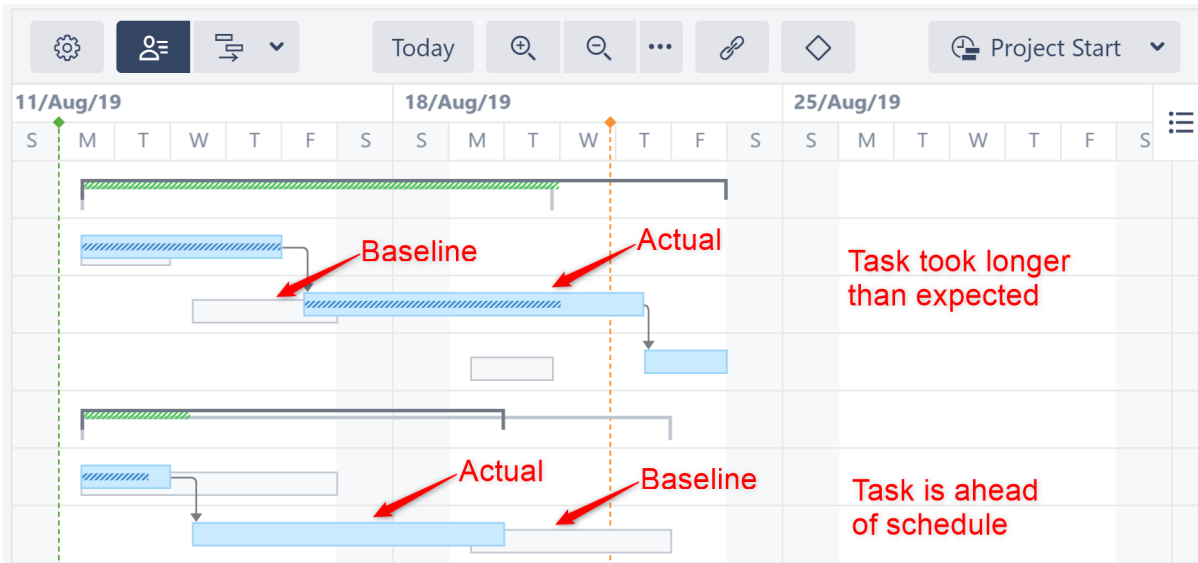 Today
Project Start
11/Aug/19 18/Aug/19 25/Aug/19
S M T W T F S S M T W T F S S M T W T F S
Baseline
Actual
Task took longer
than expected
Actual
Baseline
Task is ahead
of schedule